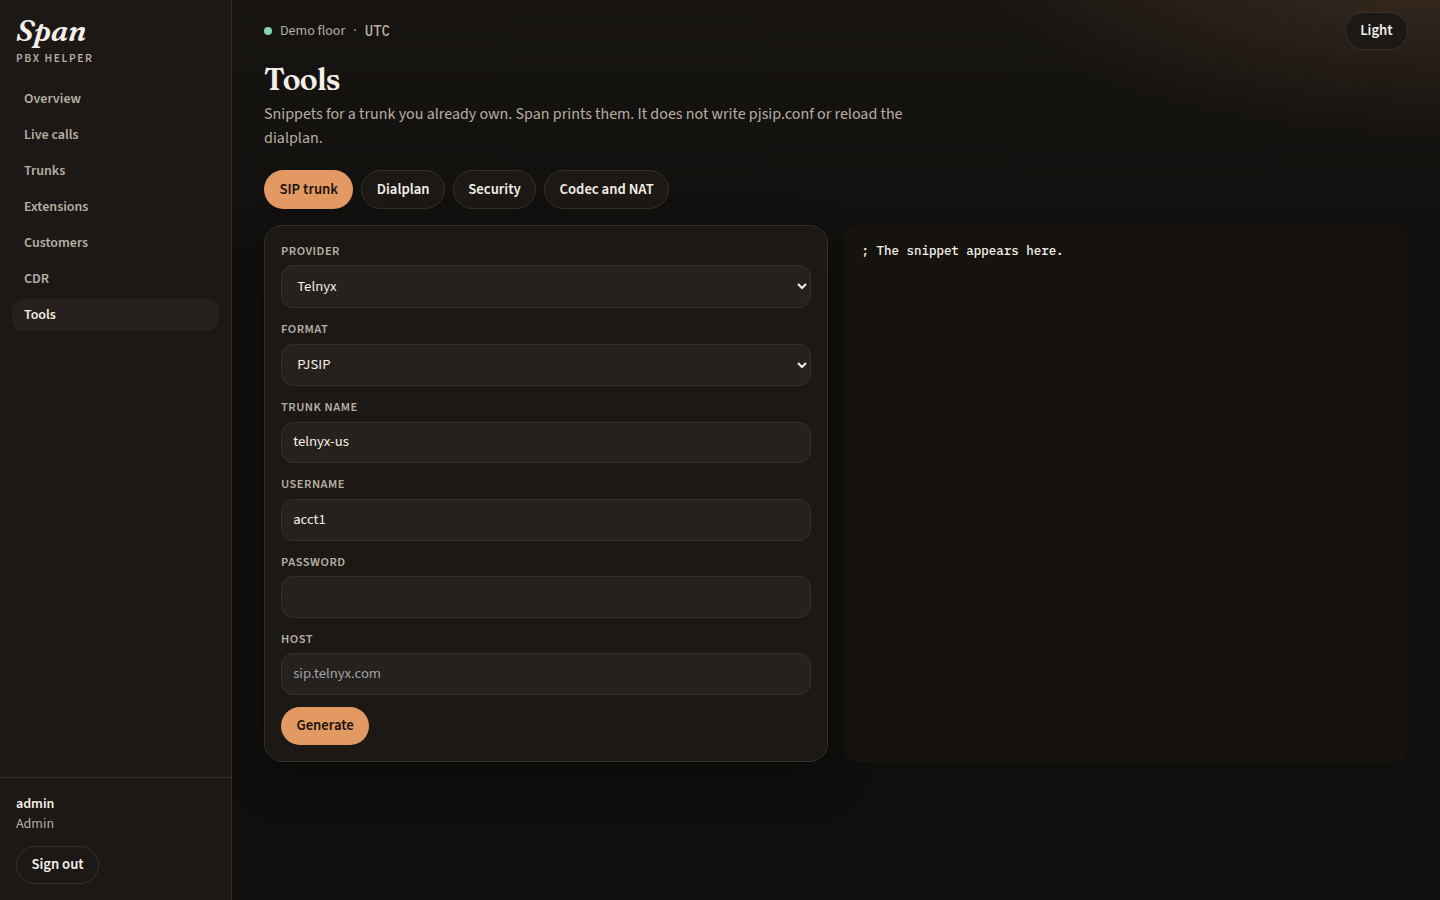 Span
PBX HELPER
Overview
Live calls
Trunks
Extensions
Customers
CDR
Tools
admin
Admin
Sign out
Demo floor · UTC
Light
Tools
Snippets for a trunk you already own. Span prints them. It does not write pjsip.conf or reload the
dialplan.
SIP trunk
Dialplan
Security
Codec and NAT
PROVIDER
Telnyx
FORMAT
PJSIP
TRUNK NAME
telnyx-us
USERNAME
acct1
PASSWORD
HOST
sip.telnyx.com
Generate
; The snippet appears here.